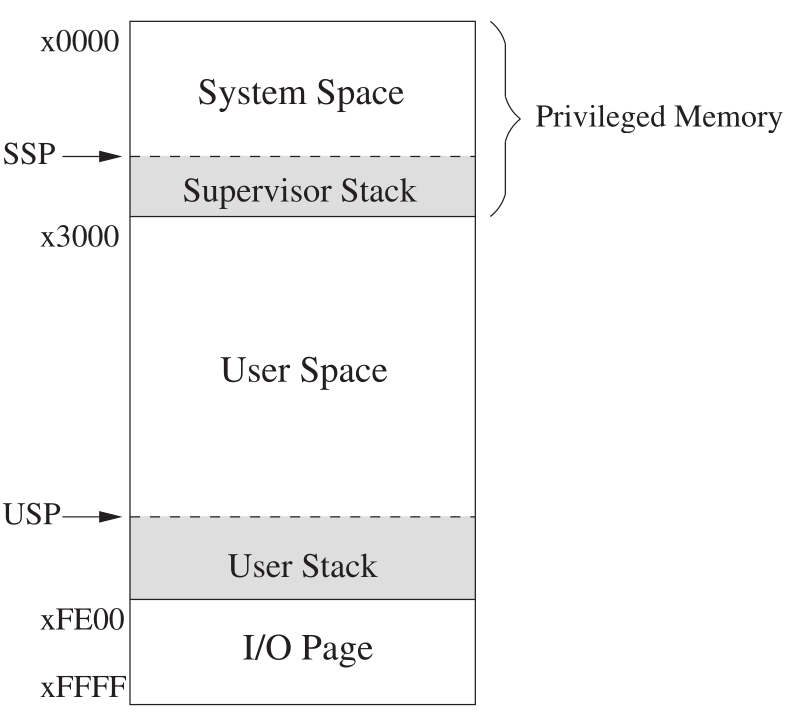 x0000
System Space
Privileged Memory
SSP
Supervisor Stack
x3000
User Space
USP
User Stack
xFE00
I/O Page
xFFFF